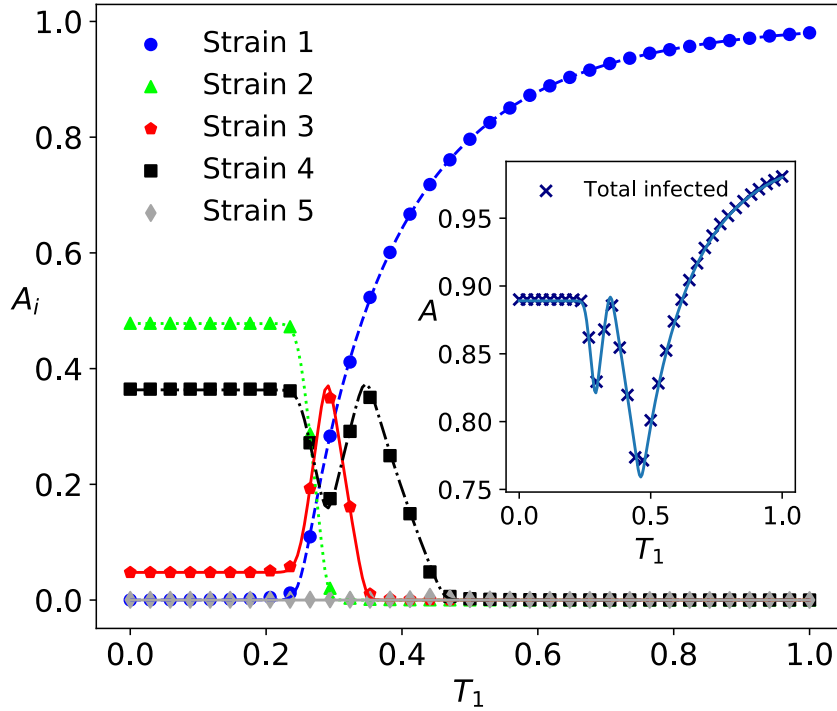 1.0
0.8
0.6
0.4
0.2
0.0
A_i
Strain 1
Strain 2
Strain 3
Strain 4
Strain 5
0.0 0.2 0.4 0.6 0.8 1.0
T_1
Total infected
0.95
0.90
0.85
0.80
0.75
A
0.0 0.5 1.0
T_1